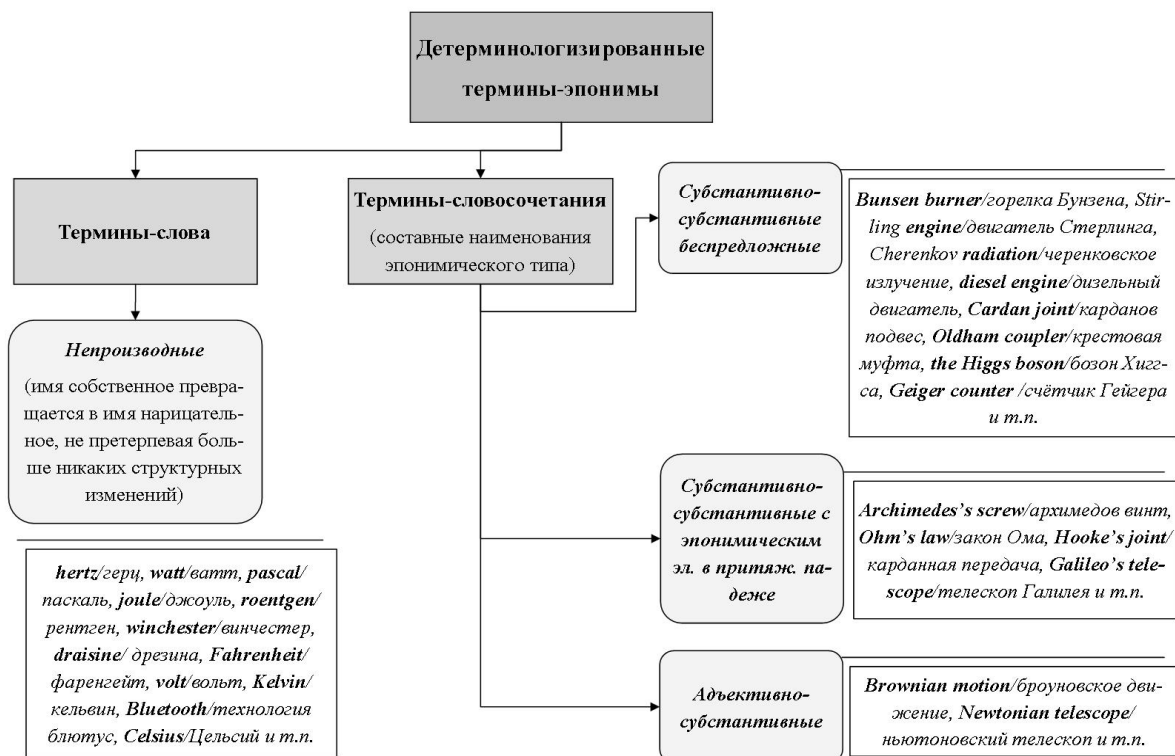 Детерминологизированные
термины-эпонимы
Термины-слова
Непроизводные
(имя собственное превра-
щается в имя нарицатель-
ное, не претерпевая боль-
ше никаких структурных
изменений)
hertz/герц, watt/ватт, pascal/
паскаль, joule/джоуль, roentgen/
рентген, winchester/винчестер,
draisine/ дрезина, Fahrenheit/
фаренгейт, volt/вольт, Kelvin/
кельвин, Bluetooth/технология
блютус, Celsius/Цельсий и т.п.
Термины-словосочетания
(составные наименования
эпонимического типа)
Субстантивно-
субстантивные
беспредложные
Bunsen burner/горелка Бунзена, Stir-
ling engine/двигатель Стерлинга,
Cherenkov radiation/черенковское
излучение, diesel engine/дизельный
двигатель, Cardan joint/карданов
подвес, Oldham coupler/крестовая
муфта, the Higgs boson/бозон Хигг-
са, Geiger counter /счётчик Гейгера
и т.п.
Субстантивно-
субстантивные с
эпонимическим
эл. в притяж. па-
деже
Archimedes’s screw/архимедов винт,
Ohm’s law/закон Ома, Hooke’s joint/
карданная передача, Galileo’s tele-
scope/телескоп Галилея и т.п.
Адъективно-
субстантивные
Brownian motion/броуновское дви-
жение, Newtonian telescope/
ньютоновский телескоп и т.п.